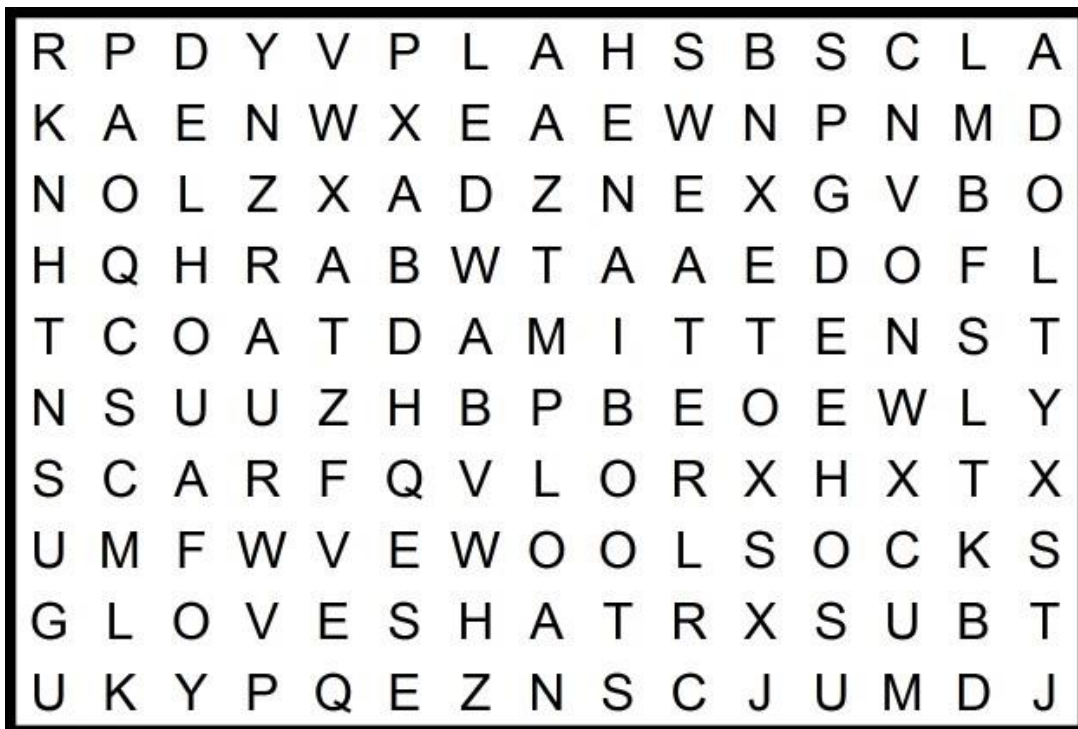 R P D Y V P L A H S B S C L A
K A E N W X E A E W N P N M D
N O L Z X A D Z N E X G V B O
H Q H R A B W T A A E D O F L
T C O A T D A M I T T E N S T
N S U U Z H B P B E O E W L Y
S C A R F Q V L O R X H X T X
U M F W V E W O O L S O C K S
G L O V E S H A T R X S U B T
U K Y P Q E Z N S C J U M D J